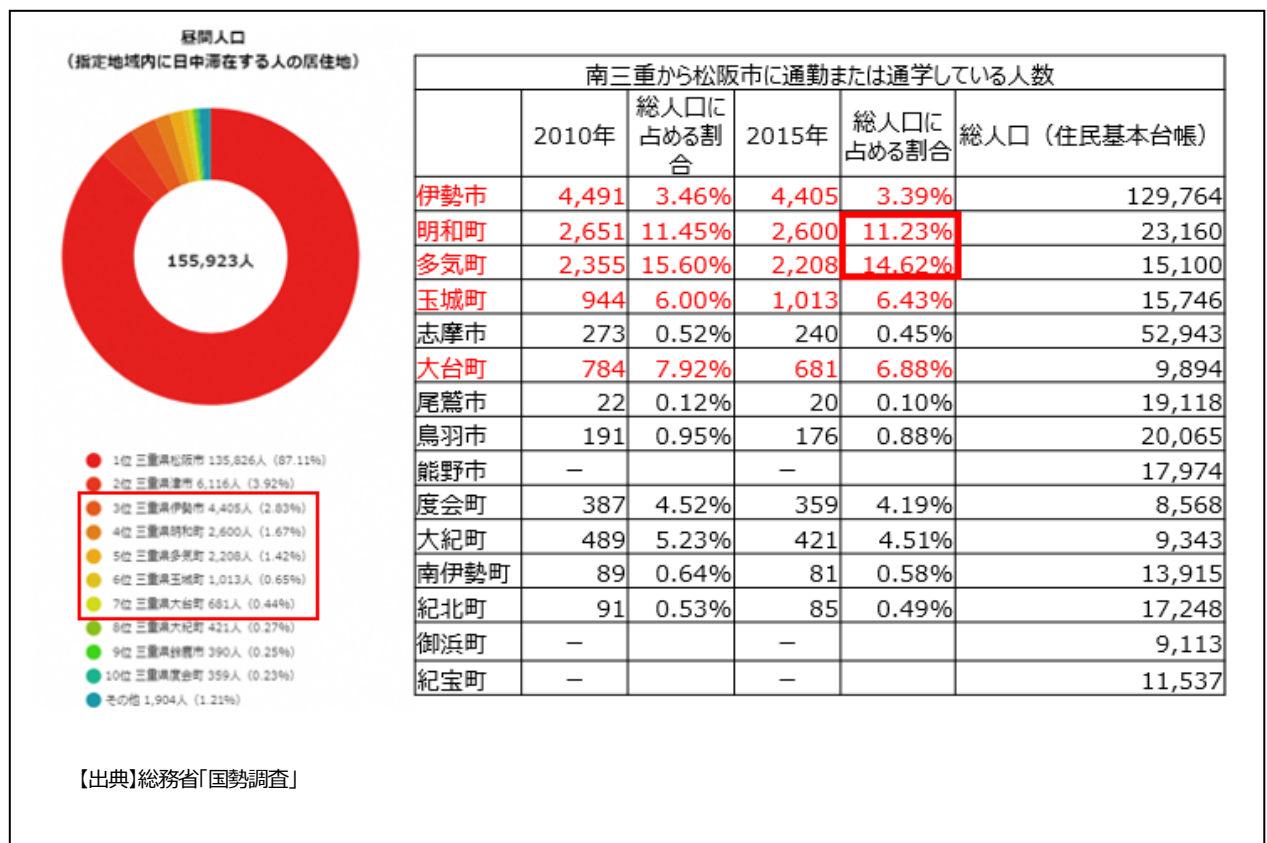 昼間人口
（指定地域内に日中滞在する人の居住地）
155,923人
1位 三重県松阪市 135,826人（87.11%）
2位 三重県津市 6,116人（3.92%）
3位 三重県伊勢市 4,405人（2.83%）
4位 三重県明和町 2,600人（1.67%）
5位 三重県多気町 2,208人（1.42%）
6位 三重県玉城町 1,013人（0.65%）
7位 三重県大台町 681人（0.44%）
8位 三重県大紀町 421人（0.27%）
9位 三重県鈴鹿市 390人（0.25%）
10位 三重県度会町 359人（0.23%）
その他 1,904人（1.21%）
南三重から松阪市に通勤または通学している人数
2010年 総人口に占める割合 2015年 総人口に占める割合 総人口（住民基本台帳）
伊勢市 4,491 3.46% 4,405 3.39% 129,764
明和町 2,651 11.45% 2,600 11.23% 23,160
多気町 2,355 15.60% 2,208 14.62% 15,100
玉城町 944 6.00% 1,013 6.43% 15,746
志摩市 273 0.52% 240 0.45% 52,943
大台町 784 7.92% 681 6.88% 9,894
尾鷲市 22 0.12% 20 0.10% 19,118
鳥羽市 191 0.95% 176 0.88% 20,065
熊野市 － － 17,974
度会町 387 4.52% 359 4.19% 8,568
大紀町 489 5.23% 421 4.51% 9,343
南伊勢町 89 0.64% 81 0.58% 13,915
紀北町 91 0.53% 85 0.49% 17,248
御浜町 － － 9,113
紀宝町 － － 11,537
【出典】総務省「国勢調査」